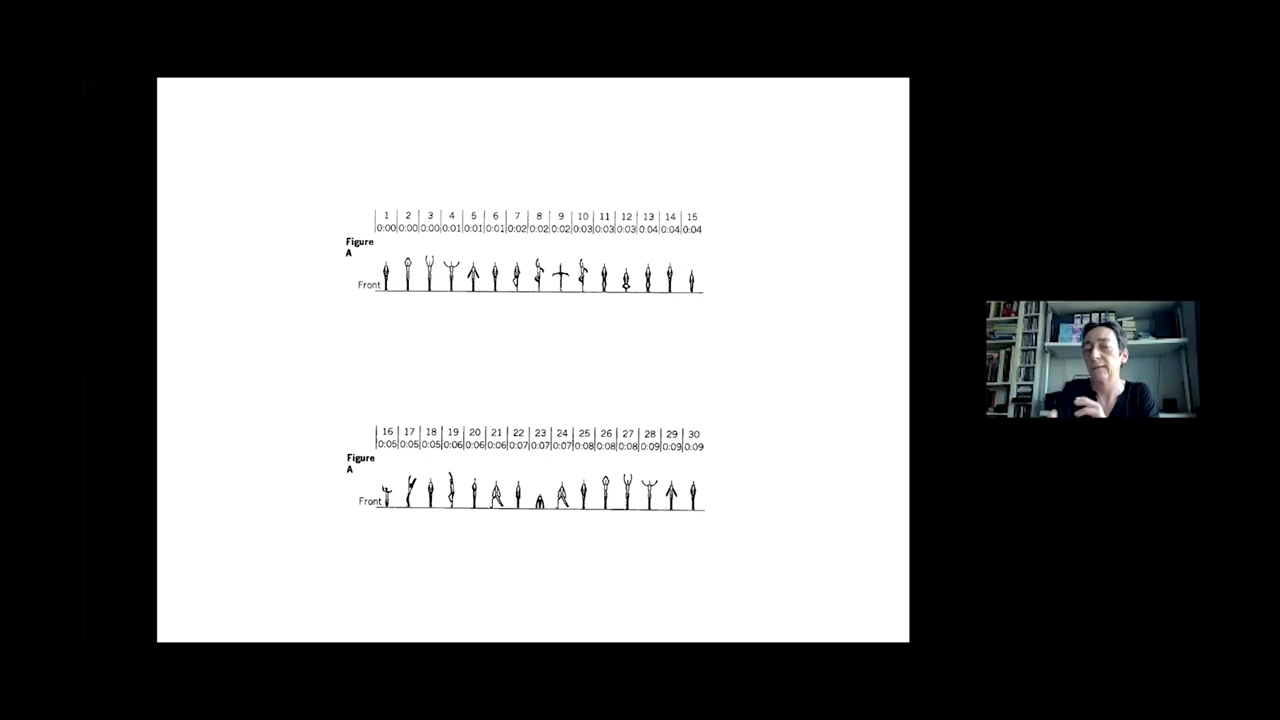 1 2 3 4 5 6 7 8 9 10 11 12 13 14 15
0:00 0:00 0:00 0:01 0:01 0:01 0:02 0:02 0:02 0:03 0:03 0:03 0:04 0:04 0:04
Figure
A
Front
16 17 18 19 20 21 22 23 24 25 26 27 28 29 30
0:05 0:05 0:05 0:06 0:06 0:06 0:07 0:07 0:07 0:08 0:08 0:08 0:09 0:09 0:09
Figure
A
Front